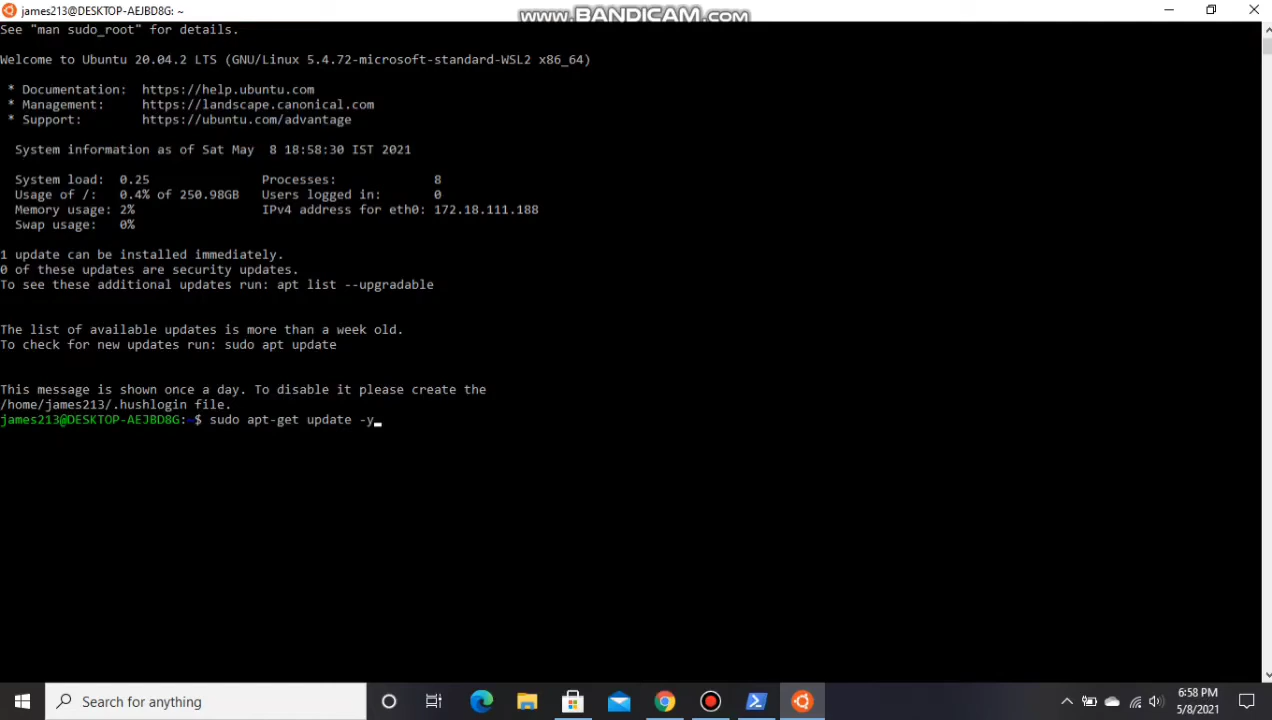 james213@DESKTOP-AEJBD8G: ~
www.BANDICAM.com
See "man sudo_root" for details.
Welcome to Ubuntu 20.04.2 LTS (GNU/Linux 5.4.72-microsoft-standard-WSL2 x86_64)
* Documentation: https://help.ubuntu.com
* Management: https://landscape.canonical.com
* Support: https://ubuntu.com/advantage
System information as of Sat May 8 18:58:30 IST 2021
System load: 0.25 Processes: 8
Usage of /: 0.4% of 250.98GB Users logged in: 0
Memory usage: 2% IPv4 address for eth0: 172.18.111.188
Swap usage: 0%
1 update can be installed immediately.
0 of these updates are security updates.
To see these additional updates run: apt list --upgradable
The list of available updates is more than a week old.
To check for new updates run: sudo apt update
This message is shown once a day. To disable it please create the
/home/james213/.hushlogin file.
james213@DESKTOP-AEJBD8G:~$ sudo apt-get update -y
Search for anything
6:58 PM
5/8/2021